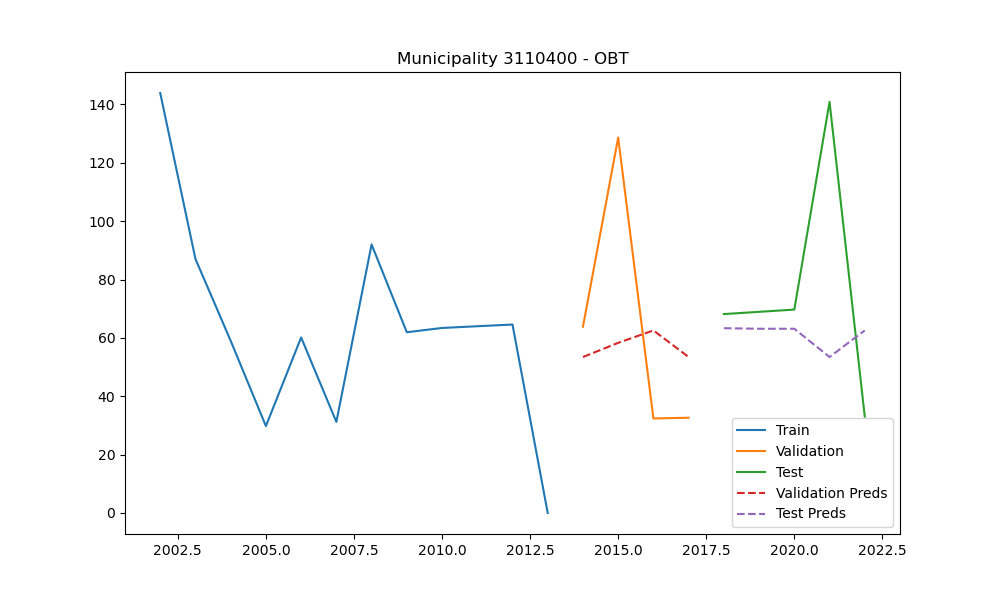 Municipality 3110400 - OBT
140
120
100
80
60
40
20
0
2002.5 2005.0 2007.5 2010.0 2012.5 2015.0 2017.5 2020.0 2022.5
Train
Validation
Test
Validation Preds
Test Preds